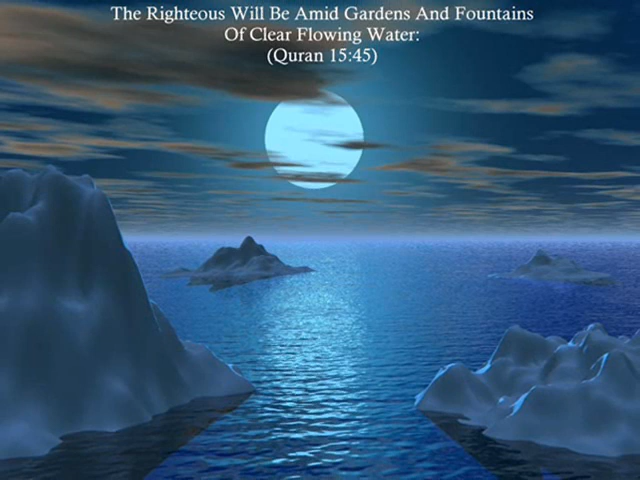 The Righteous Will Be Amid Gardens And Fountains
Of Clear Flowing Water:
(Quran 15:45)